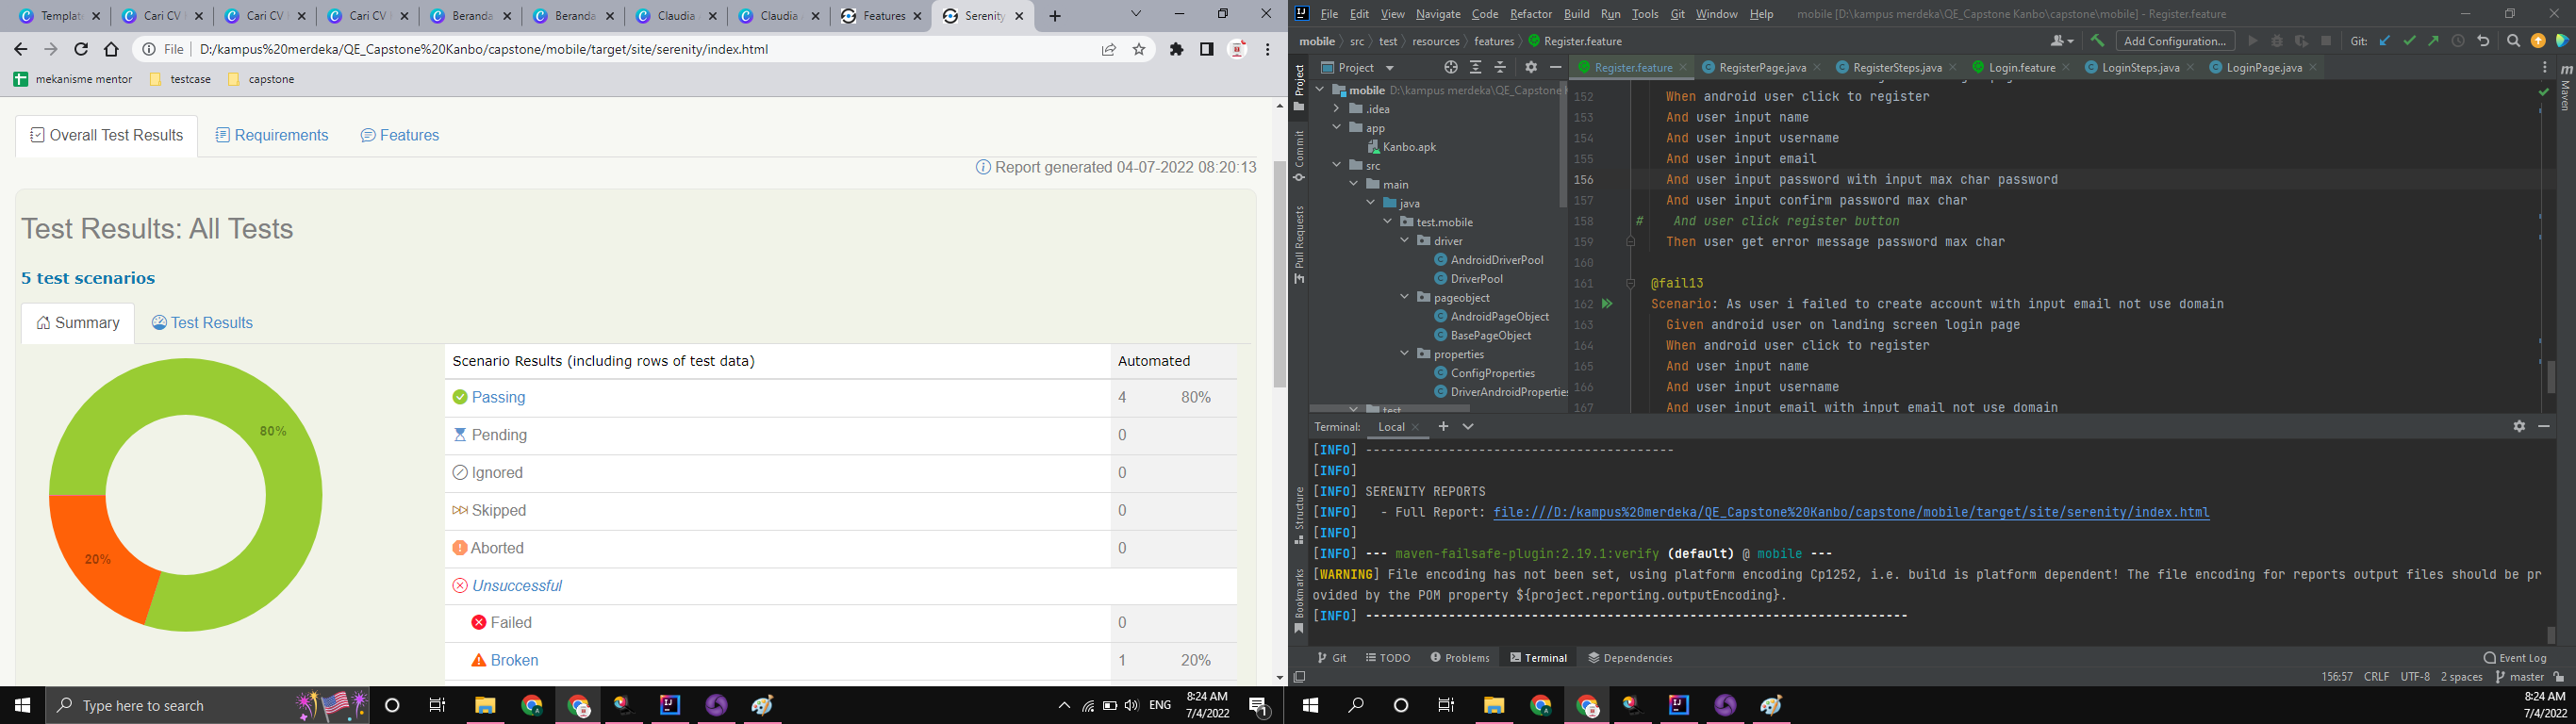 Templat
Cari CV
Cari CV
Cari CV
Beranda
Beranda
Claudia
Claudia
Features
Serenity
File | D:/kampus%20merdeka/QE_Capstone%20Kanbo/capstone/mobile/target/site/serenity/index.html
mekanisme mentor
testcase
capstone
Overall Test Results
Requirements
Features
Report generated 04-07-2022 08:20:13
Test Results: All Tests
5 test scenarios
Summary
Test Results
80%
20%
Scenario Results (including rows of test data) Automated
Passing 4 80%
Pending 0
Ignored 0
Skipped 0
Aborted 0
Unsuccessful
Failed 0
Broken 1 20%
Type here to search
ENG
8:24 AM
7/4/2022
1
File Edit View Navigate Code Refactor Build Run Tools Git Window Help mobile [D:\kampus merdeka\QE_Capstone Kanbo\capstone\mobile] - Register.feature
mobile src test resources features Register.feature
Add Configuration...
Git:
Project
Register.feature
RegisterPage.java
RegisterSteps.java
Login.feature
LoginSteps.java
LoginPage.java
Project
Commit
Pull Requests
Structure
Bookmarks
Maven
mobile D:\kampus merdeka\QE_Capstone
.idea
app
Kanbo.apk
src
main
java
test.mobile
driver
AndroidDriverPool
DriverPool
pageobject
AndroidPageObject
BasePageObject
properties
ConfigProperties
DriverAndroidProperties
test
152 When android user click to register
153 And user input name
154 And user input username
155 And user input email
156 And user input password with input max char password
157 And user input confirm password max char
158 # And user click register button
159 Then user get error message password max char
160
161 @fail13
162 Scenario: As user i failed to create account with input email not use domain
163 Given android user on landing screen login page
164 When android user click to register
165 And user input name
166 And user input username
167 And user input email with input email not use domain
Terminal: Local
[INFO] -----------------------------------------
[INFO]
[INFO] SERENITY REPORTS
[INFO] - Full Report: file:///D:/kampus%20merdeka/QE_Capstone%20Kanbo/capstone/mobile/target/site/serenity/index.html
[INFO]
[INFO] --- maven-failsafe-plugin:2.19.1:verify (default) @ mobile ---
[WARNING] File encoding has not been set, using platform encoding Cp1252, i.e. build is platform dependent! The file encoding for reports output files should be pr
ovided by the POM property ${project.reporting.outputEncoding}.
[INFO] ------------------------------------------------------------------------
Git
TODO
Problems
Terminal
Dependencies
Event Log
156:57 CRLF UTF-8 2 spaces master
8:24 AM
7/4/2022